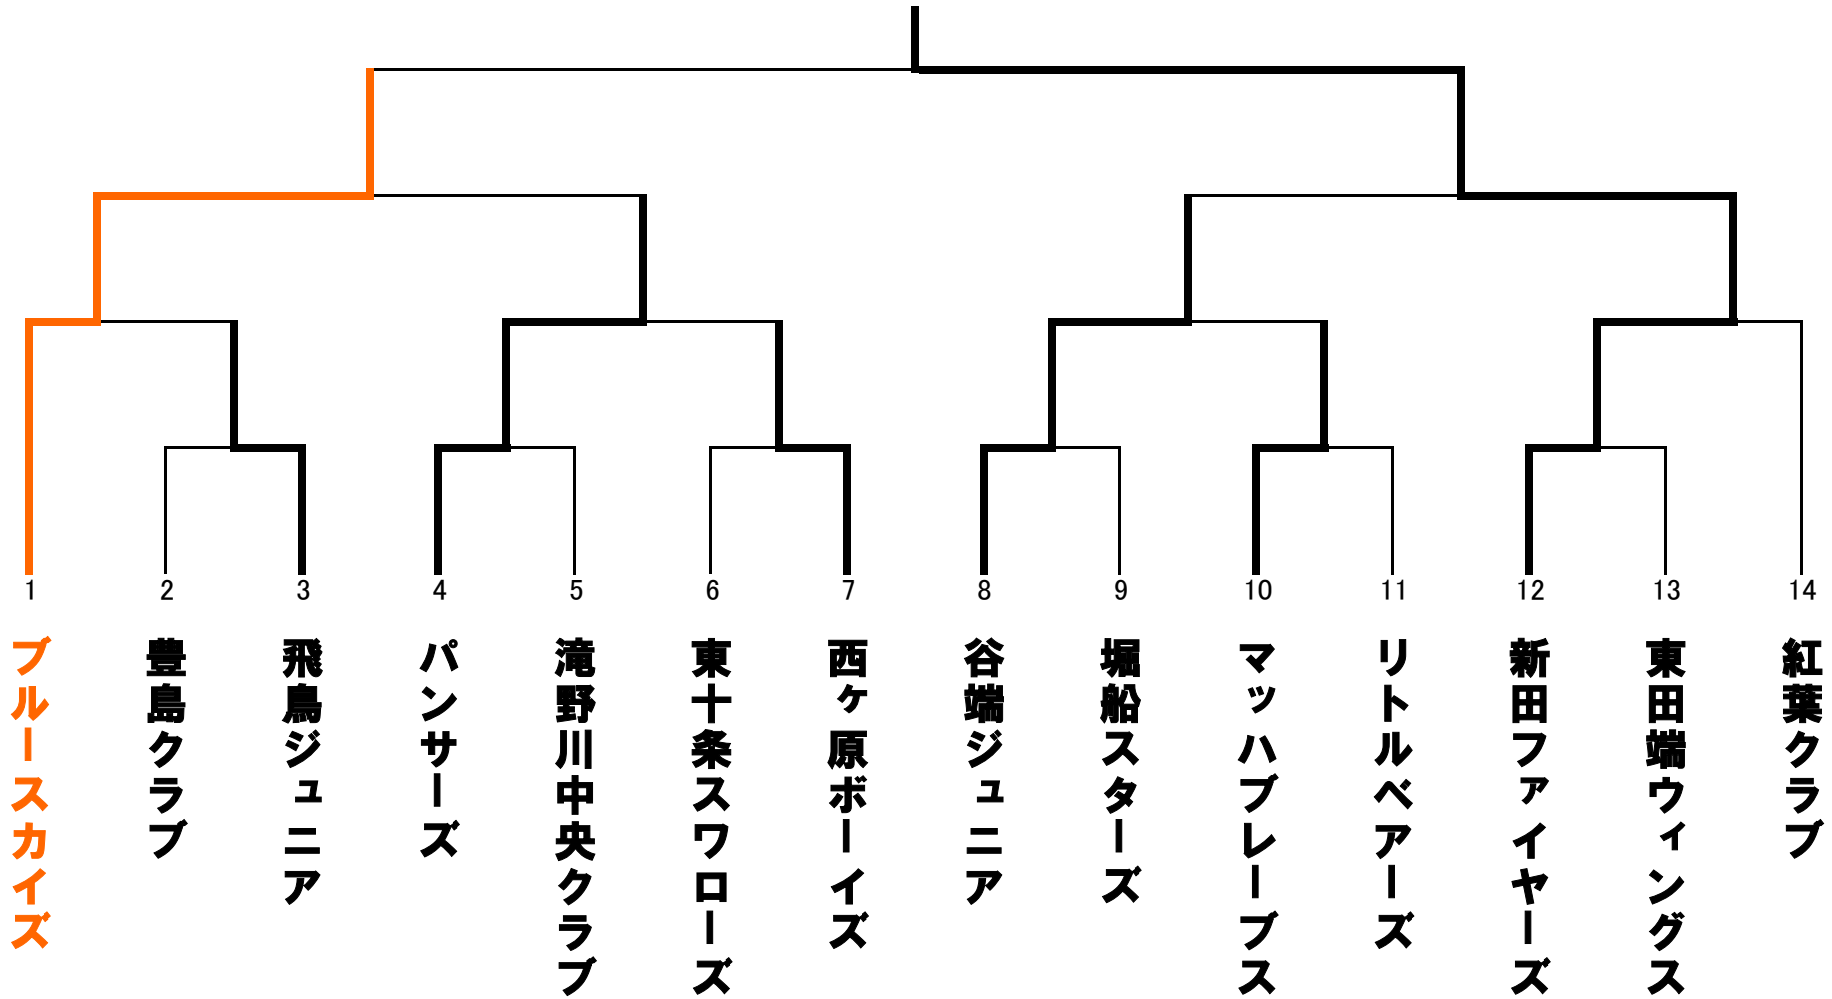 1
2
3
4
5
6
7
8
9
10
11
12
13
14
ブルースカイズ
豊島クラブ
飛鳥ジュニア
パンサーズ
滝野川中央クラブ
東十条スワローズ
西ヶ原ボーイズ
谷端ジュニア
堀船スターズ
マッハブレーブス
リトルベアーズ
新田ファイヤーズ
東田端ウィングス
紅葉クラブ